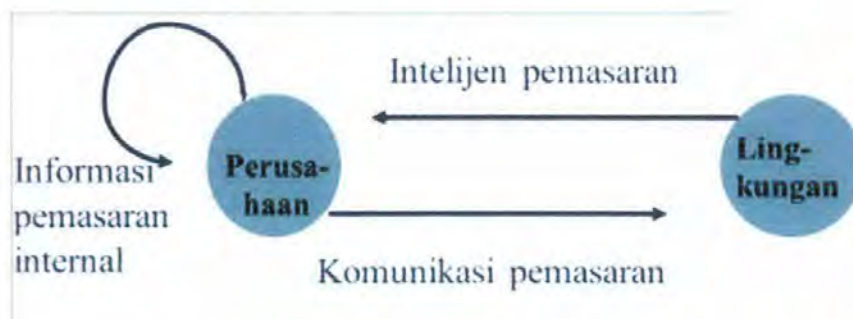 Intelijen pemasaran
Informasi
pemasaran
internal
Perusa-
haan
Ling-
kungan
Komunikasi pemasaran